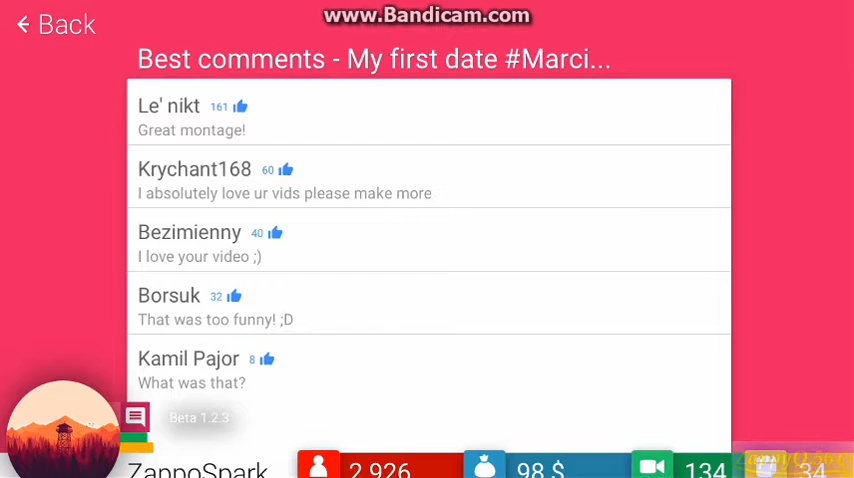 www.Bandicam.com
Back
Best comments - My first date #Marci...
Le' nikt 161
Great montage!
Krychant168 60
I absolutely love ur vids please make more
Bezimienny 40
I love your video ;)
Borsuk 32
That was too funny! ;D
Kamil Pajor 8
What was that?
Beta 1.2.3
ZappoSpark 2 926 98 $ 134 34